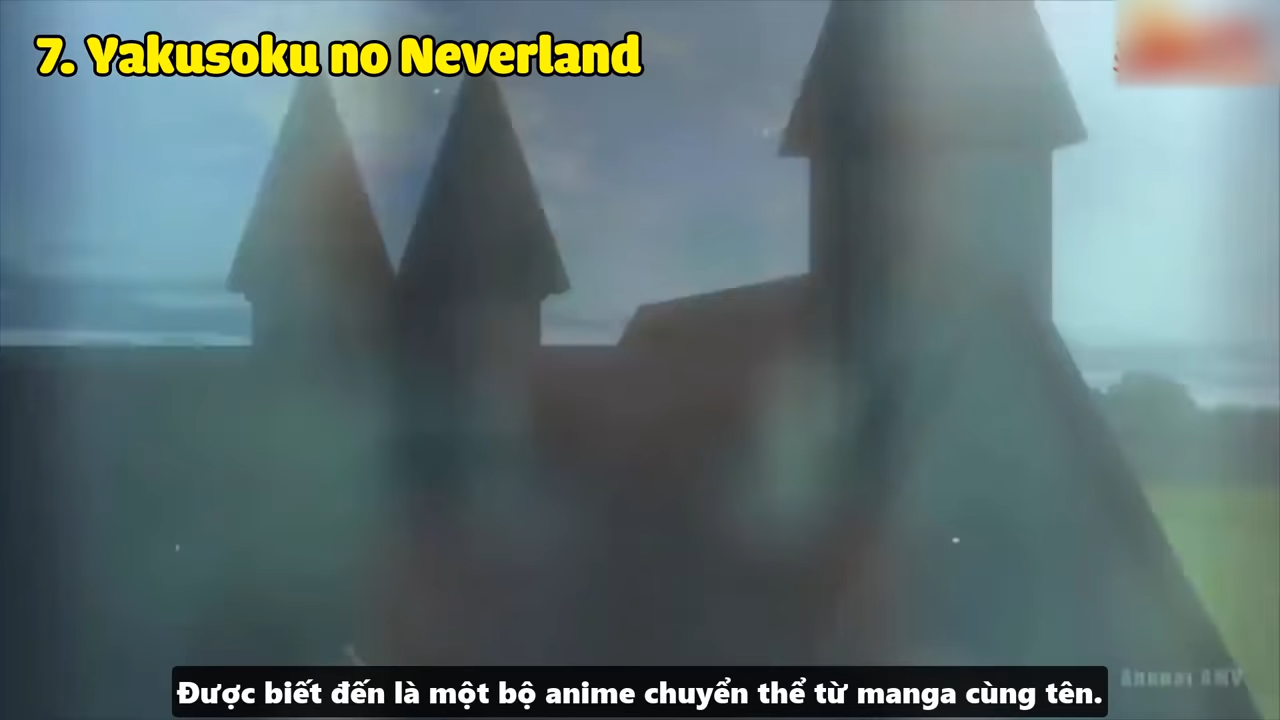 7. Yakusoku no Neverland
Được biết đến là một bộ anime chuyển thể từ manga cùng tên.